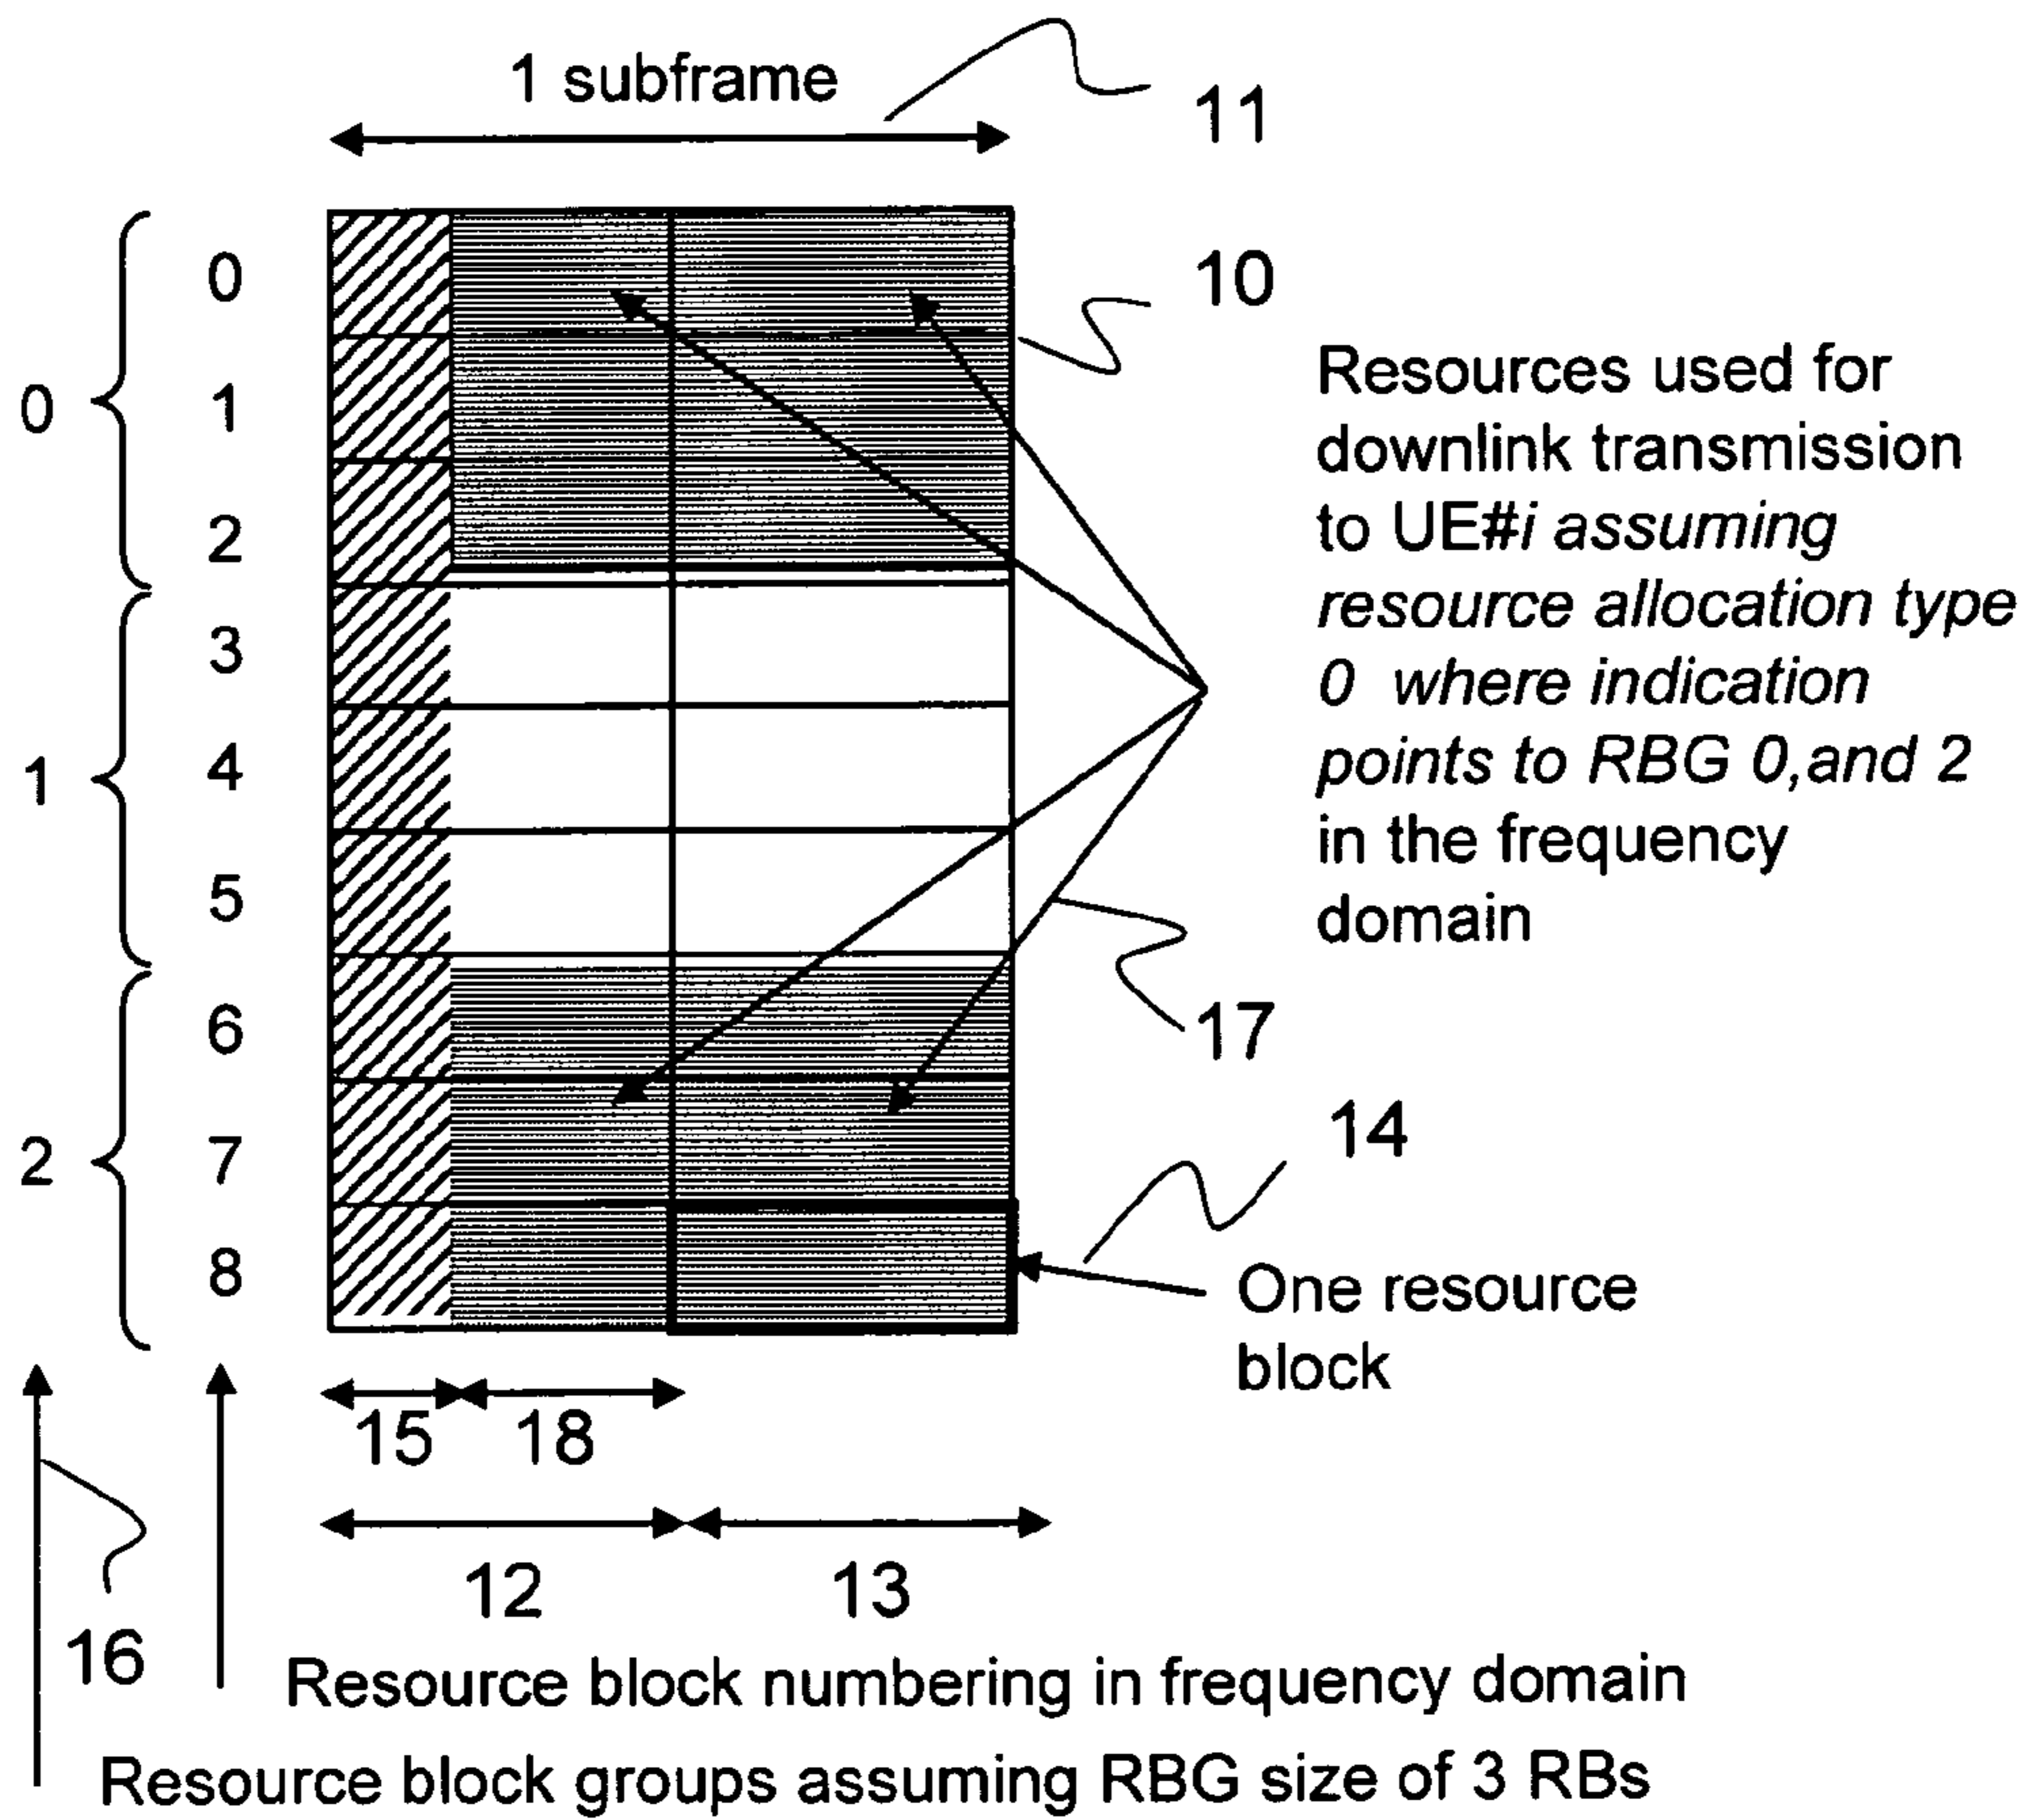 1 subframe
11
10
0
1
2
3
4
5
6
7
8
0
1
2
Resources used for
downlink transmission
to UE#i assuming
resource allocation type
0 where indication
points to RBG 0,and 2
in the frequency
domain
17
14
One resource
block
15 18
12 13
16
Resource block numbering in frequency domain
Resource block groups assuming RBG size of 3 RBs